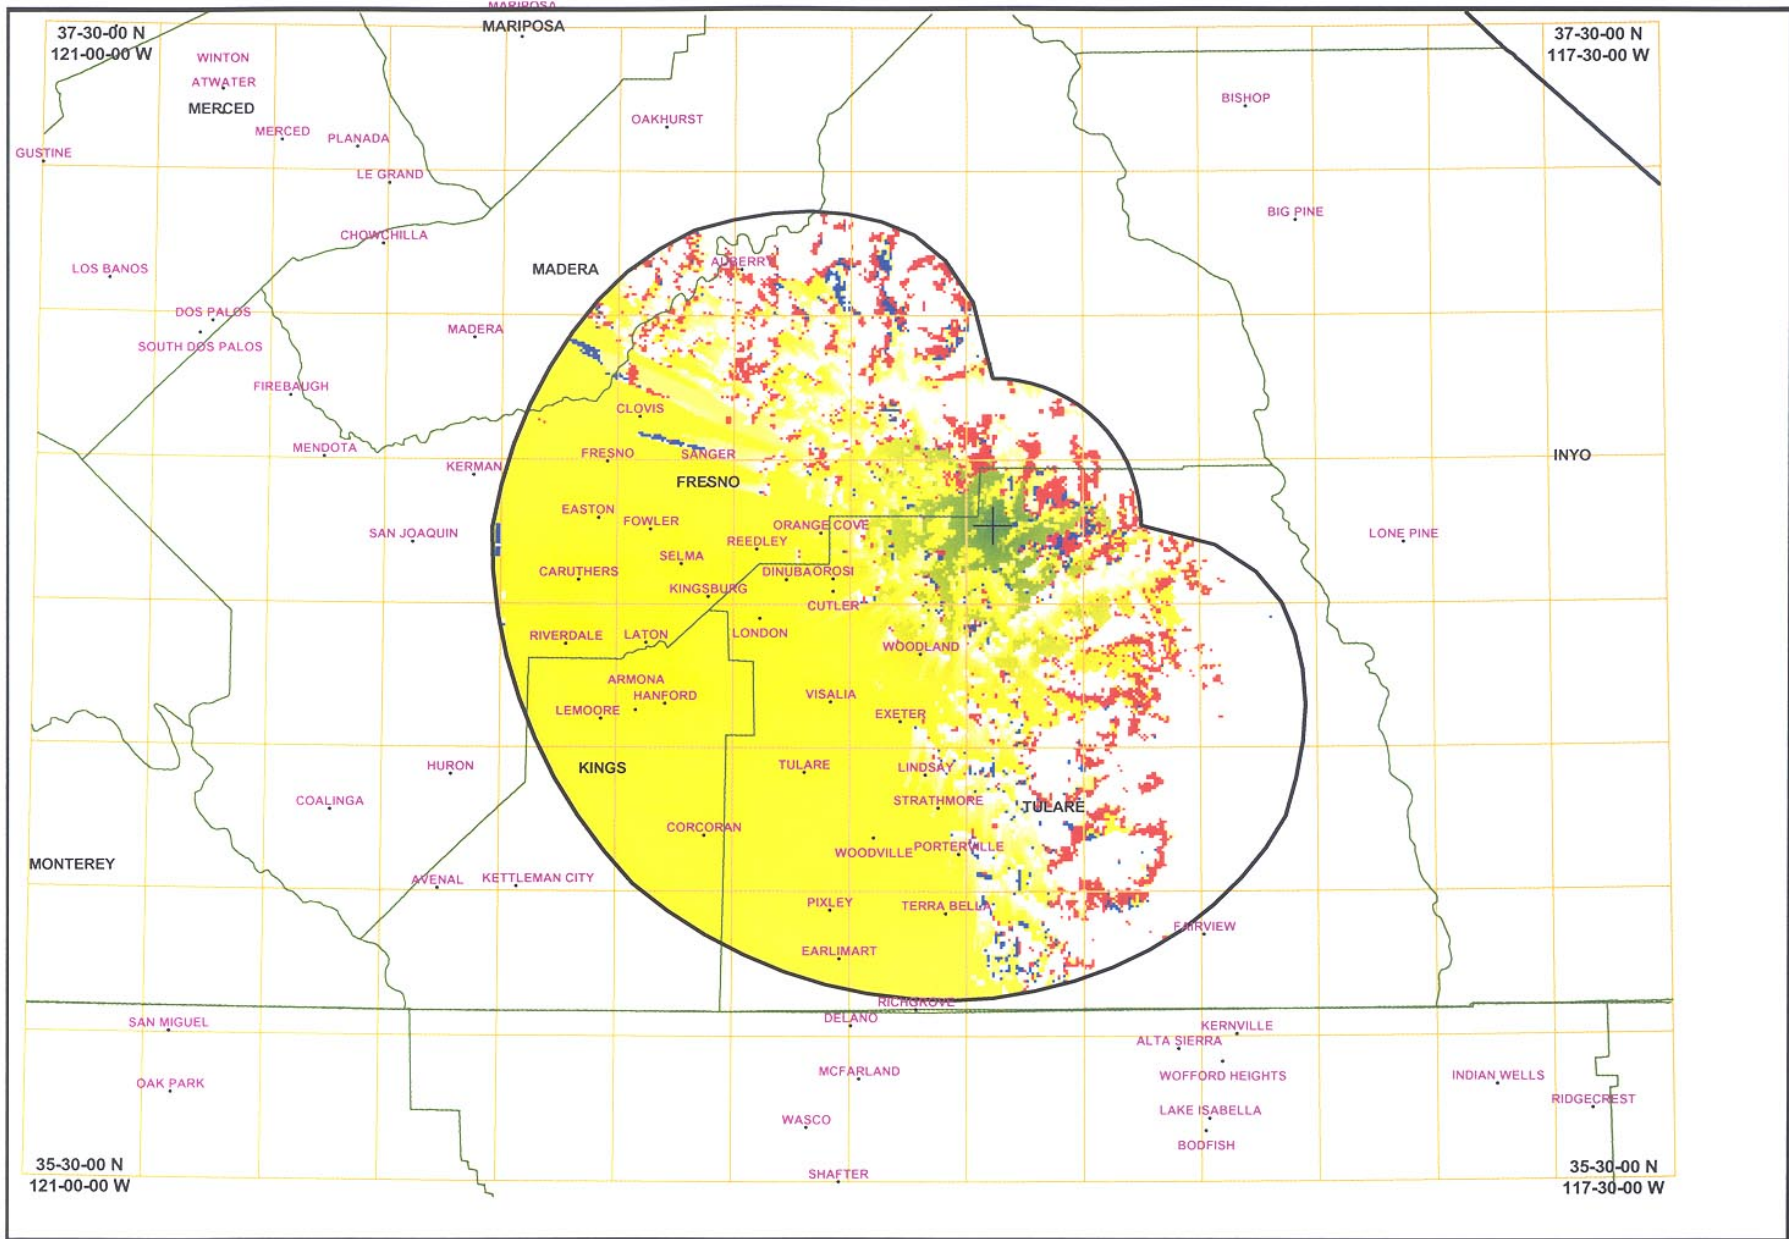 MARIPOSA
MARIPOSA
37-30-00 N
121-00-00 W
37-30-00 N
117-30-00 W
WINTON
ATWATER
MERCED
BISHOP
OAKHURST
MERCED
PLANADA
GUSTINE
LE GRAND
BIG PINE
CHOWCHILLA
LOS BANOS
MADERA
AUBERRY
DOS PALOS
MADERA
SOUTH DOS PALOS
FIREBAUGH
CLOVIS
MENDOTA
FRESNO
SANGER
INYO
KERMAN
FRESNO
EASTON
FOWLER
ORANGE COVE
SAN JOAQUIN
LONE PINE
REEDLEY
SELMA
CARUTHERS
DINUBA
OROSI
KINGSBURG
CUTLER
RIVERDALE
LATON
LONDON
WOODLAND
ARMONA
HANFORD
VISALIA
LEMOORE
EXETER
HURON
KINGS
TULARE
LINDSAY
COALINGA
STRATHMORE
TULARE
CORCORAN
WOODVILLE
PORTERVILLE
MONTEREY
AVENAL
KETTLEMAN CITY
PIXLEY
TERRA BELLA
FAIRVIEW
EARLIMART
RICHGROVE
SAN MIGUEL
DELANO
KERNVILLE
ALTA SIERRA
MCFARLAND
WOFFORD HEIGHTS
INDIAN WELLS
OAK PARK
RIDGECREST
WASCO
LAKE ISABELLA
BODFISH
35-30-00 N
121-00-00 W
SHAFTER
35-30-00 N
117-30-00 W